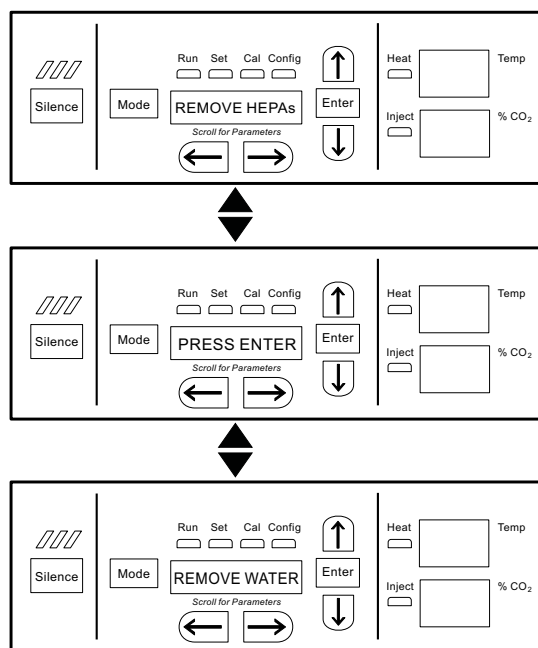 Run Set Cal Config Heat Temp
Silence Mode REMOVE HEPAs Enter Inject % CO₂
Scroll for Parameters
Run Set Cal Config Heat Temp
Silence Mode PRESS ENTER Enter Inject % CO₂
Scroll for Parameters
Run Set Cal Config Heat Temp
Silence Mode REMOVE WATER Enter Inject % CO₂
Scroll for Parameters